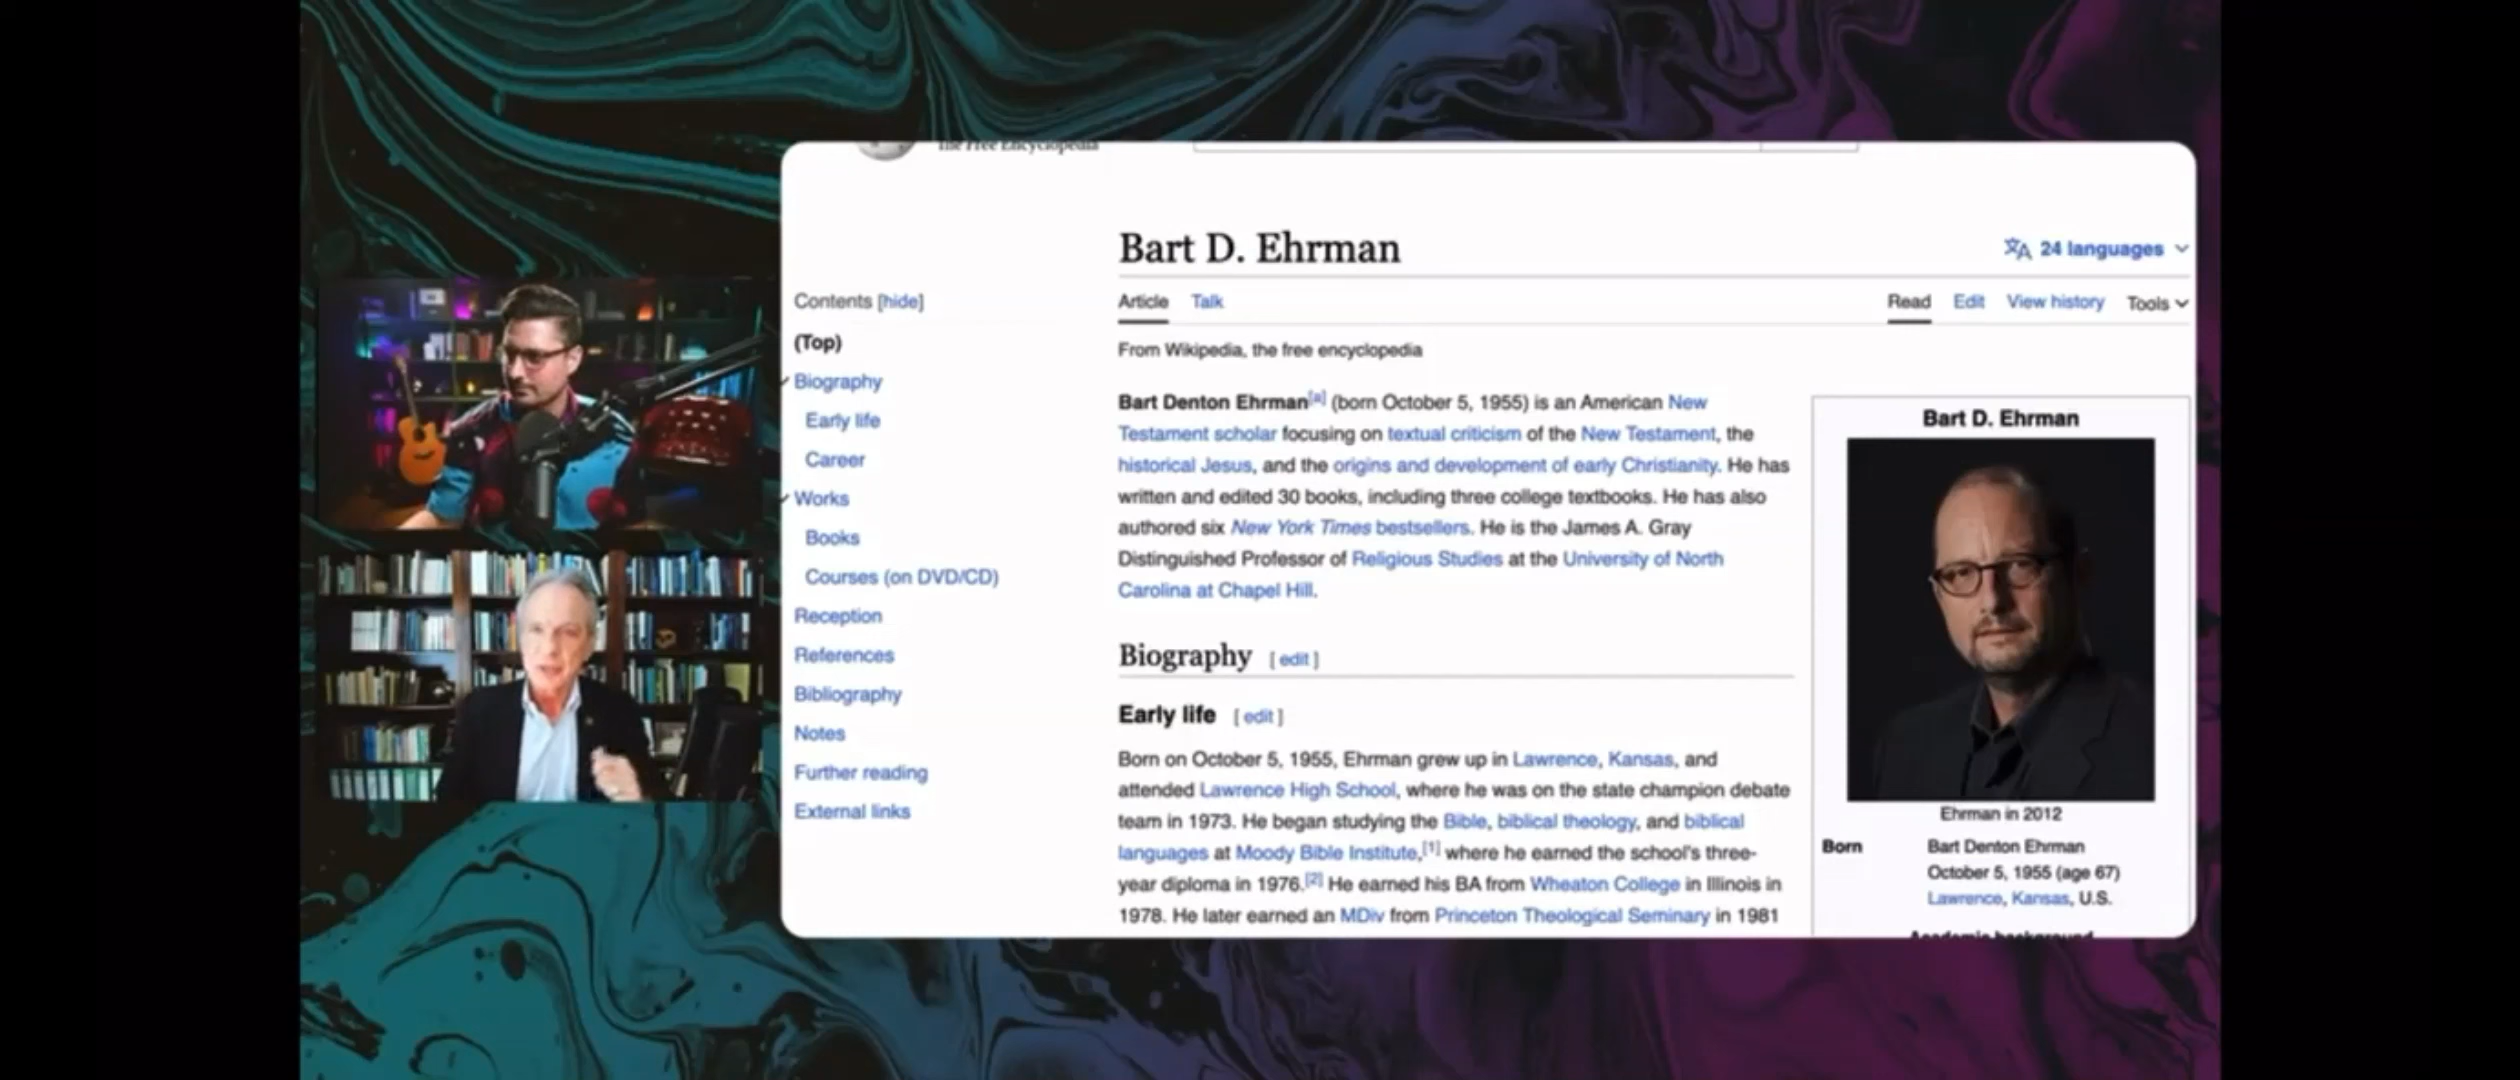 The Free Encyclopedia
Bart D. Ehrman
24 languages
Contents [hide]
Article Talk
Read Edit View history Tools
(Top)
From Wikipedia, the free encyclopedia
Biography
Early life
Career
Works
Books
Courses (on DVD/CD)
Reception
References
Bibliography
Notes
Further reading
External links
Bart Denton Ehrman[a] (born October 5, 1955) is an American New
Testament scholar focusing on textual criticism of the New Testament, the
historical Jesus, and the origins and development of early Christianity. He has
written and edited 30 books, including three college textbooks. He has also
authored six New York Times bestsellers. He is the James A. Gray
Distinguished Professor of Religious Studies at the University of North
Carolina at Chapel Hill.
Biography [edit]
Early life [edit]
Born on October 5, 1955, Ehrman grew up in Lawrence, Kansas, and
attended Lawrence High School, where he was on the state champion debate
team in 1973. He began studying the Bible, biblical theology, and biblical
languages at Moody Bible Institute,[1] where he earned the school's three-
year diploma in 1976.[2] He earned his BA from Wheaton College in Illinois in
1978. He later earned an MDiv from Princeton Theological Seminary in 1981
Bart D. Ehrman
Ehrman in 2012
Born
Bart Denton Ehrman
October 5, 1955 (age 67)
Lawrence, Kansas, U.S.
Academic background